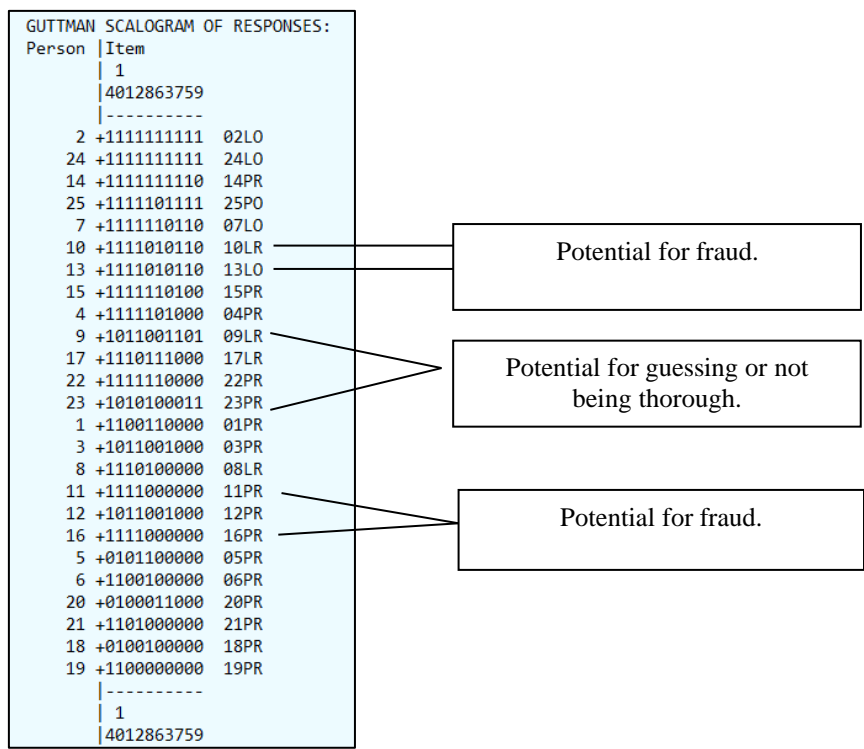 GUTTMAN SCALOGRAM OF RESPONSES:
Person |Item
| 1
|4012863759
|----------
2 +1111111111 02LO
24 +1111111111 24LO
14 +1111111110 14PR
25 +1111101111 25PO
7 +1111110110 07LO
10 +1111010110 10LR
13 +1111010110 13LO
15 +1111110100 15PR
4 +1111101000 04PR
9 +1011001101 09LR
17 +1110111000 17LR
22 +1111110000 22PR
23 +1010100011 23PR
1 +1100110000 01PR
3 +1011001000 03PR
8 +1110100000 08LR
11 +1111000000 11PR
12 +1011001000 12PR
16 +1111000000 16PR
5 +0101100000 05PR
6 +1100100000 06PR
20 +0100011000 20PR
21 +1101000000 21PR
18 +0100100000 18PR
19 +1100000000 19PR
|----------
| 1
|4012863759
Potential for fraud.
Potential for guessing or not
being thorough.
Potential for fraud.